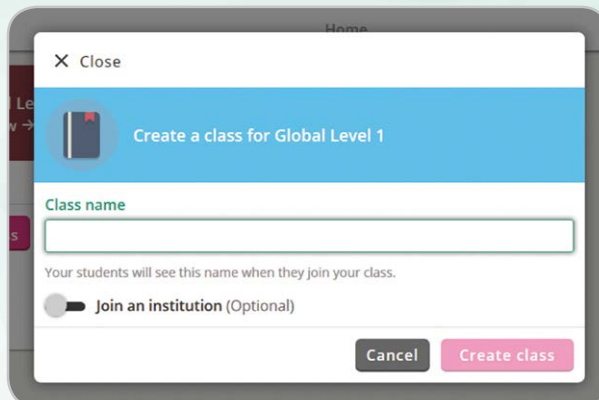 Home
Close
Create a class for Global Level 1
Class name
Your students will see this name when they join your class.
Join an institution (Optional)
Cancel
Create class